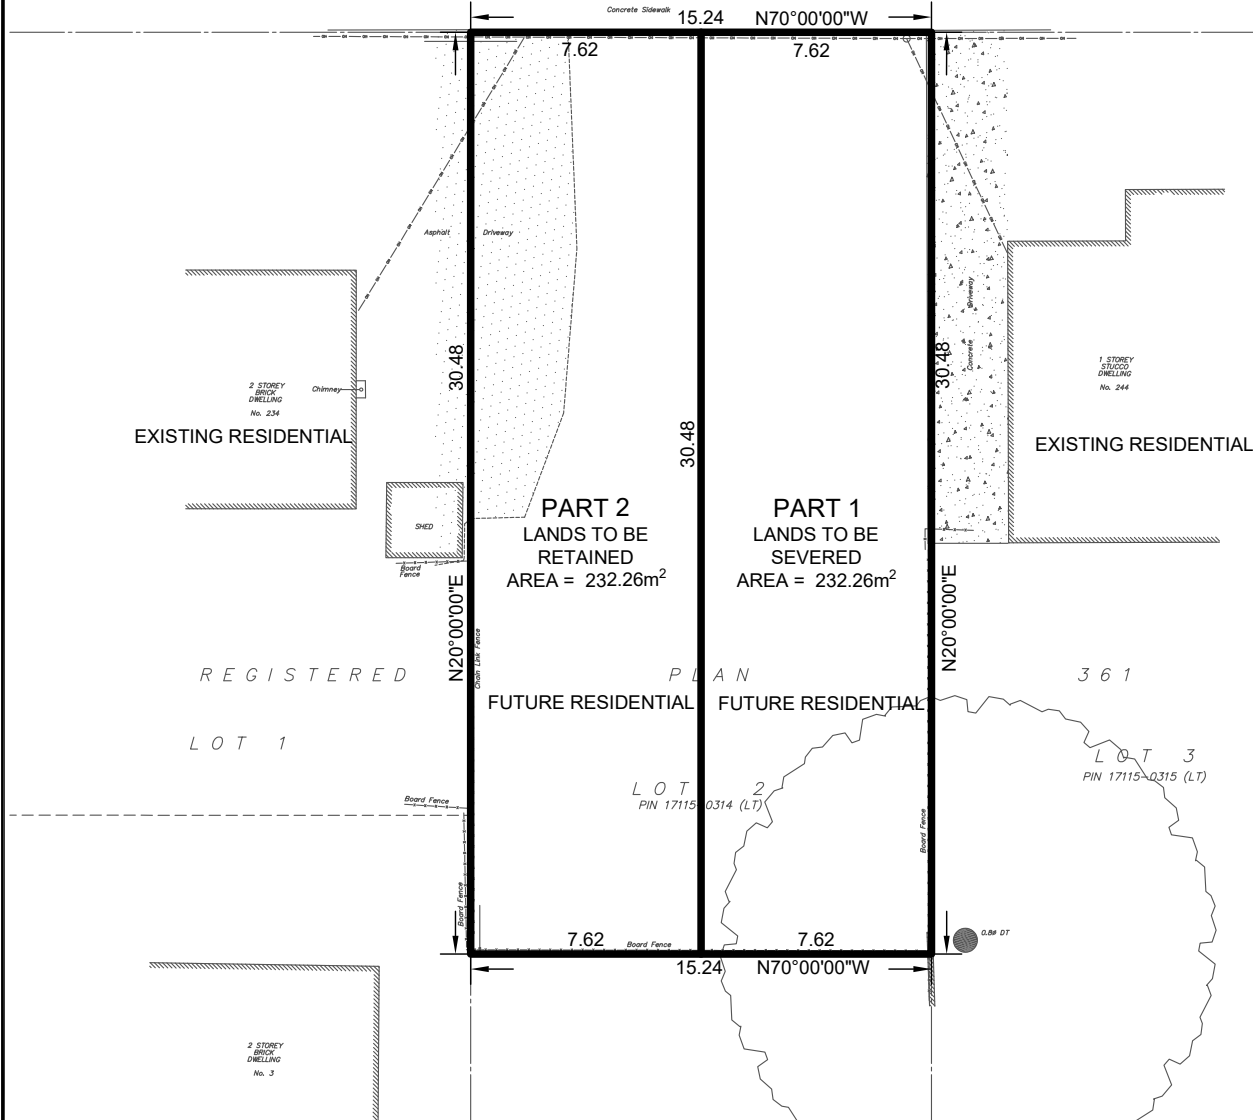 Concrete Sidewalk
15.24 N70°00'00"W
7.62
7.62
Asphalt Driveway
30.48
N20°00'00"E
30.48
30.48
N20°00'00"E
Concrete Driveway
2 STOREY
BRICK
DWELLING
No. 234
Chimney
EXISTING RESIDENTIAL
1 STOREY
STUCCO
DWELLING
No. 244
EXISTING RESIDENTIAL
SHED
Board
Fence
PART 2
LANDS TO BE
RETAINED
AREA = 232.26m²
PART 1
LANDS TO BE
SEVERED
AREA = 232.26m²
Chain Link Fence
REGISTERED PLAN 361
FUTURE RESIDENTIAL
FUTURE RESIDENTIAL
LOT 1
LOT 2
PIN 17115-0314 (LT)
LOT 3
PIN 17115-0315 (LT)
Board Fence
Board Fence
Board Fence
7.62
Board Fence
7.62
0.8ø DT
15.24 N70°00'00"W
2 STOREY
BRICK
DWELLING
No. 3